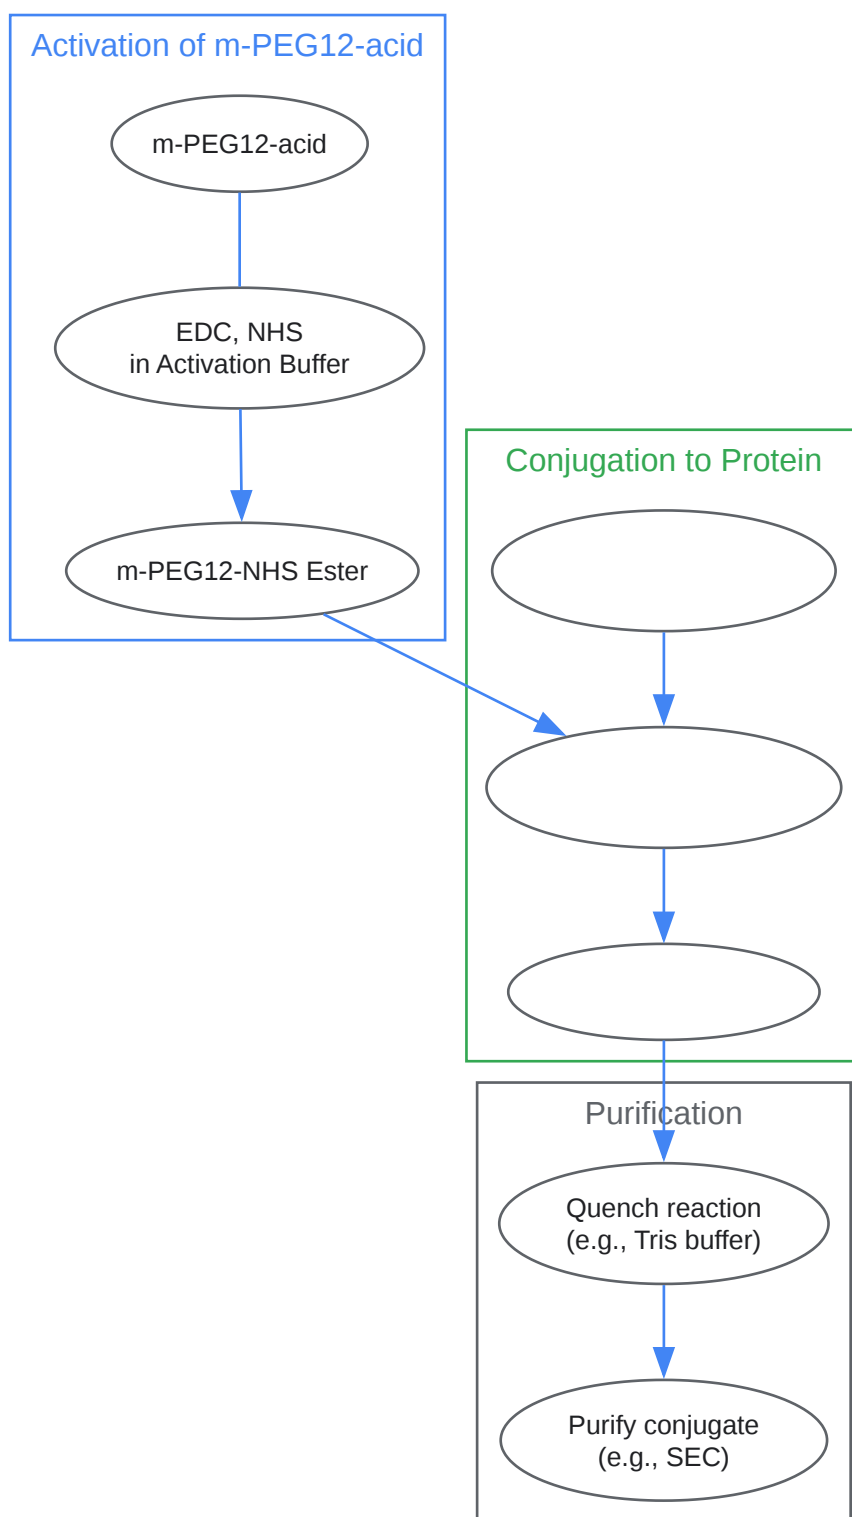 Activation of m-PEG12-acid
m-PEG12-acid
EDC, NHS
in Activation Buffer
m-PEG12-NHS Ester
Conjugation to Protein
Purification
Quench reaction
(e.g., Tris buffer)
Purify conjugate
(e.g., SEC)